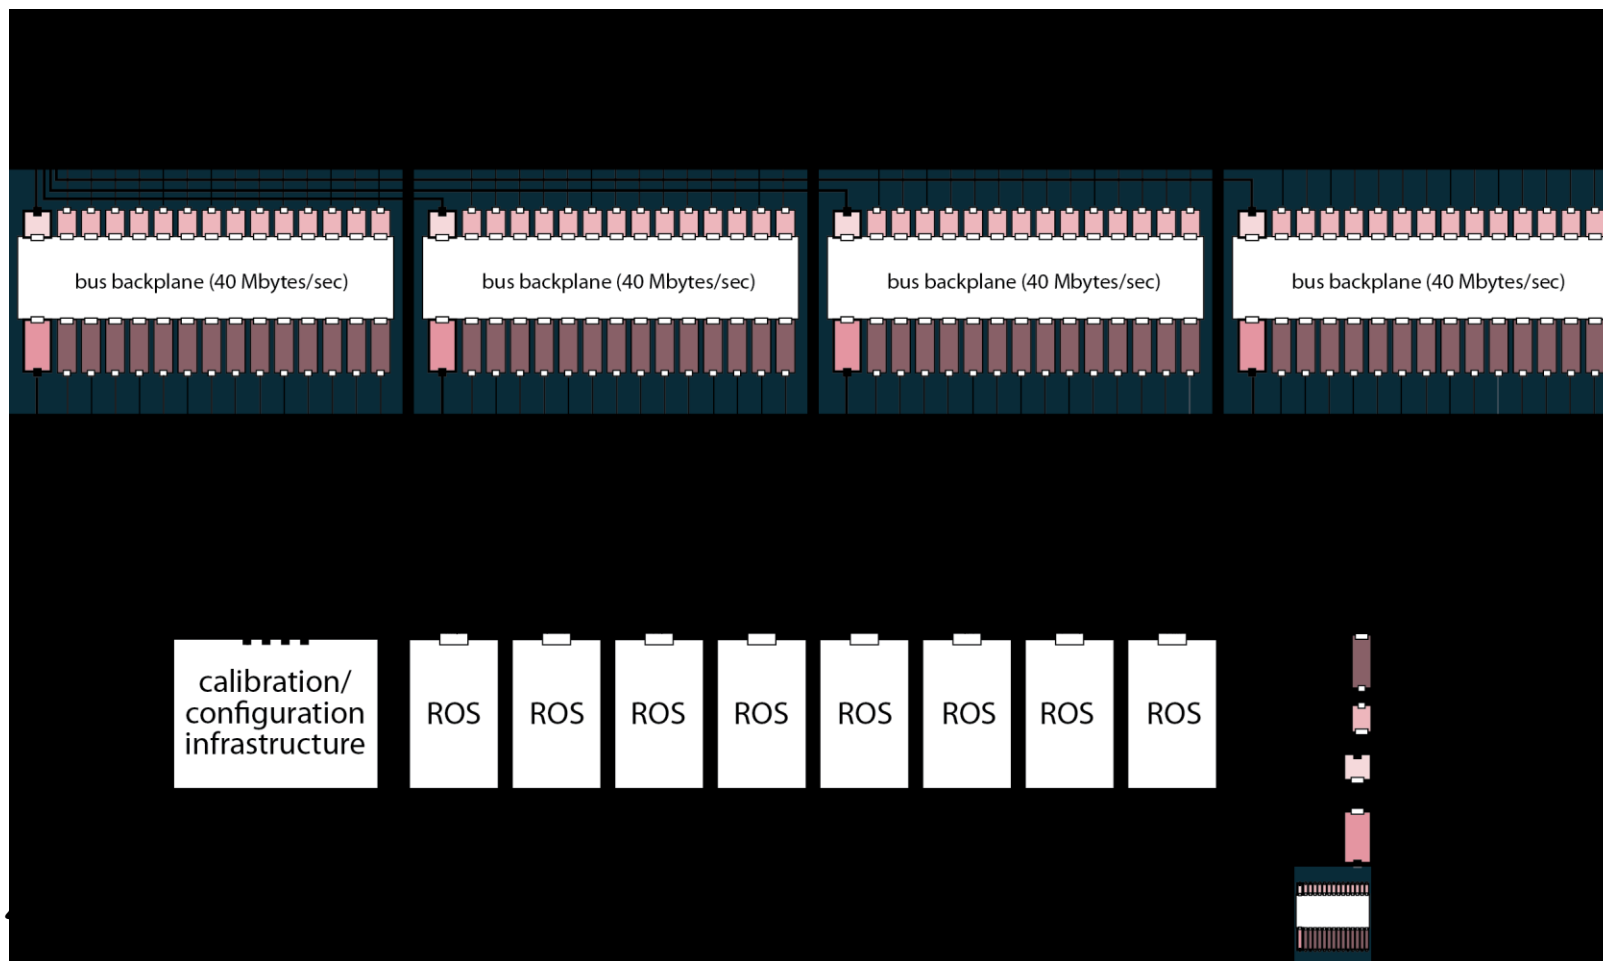 bus backplane (40 Mbytes/sec)
bus backplane (40 Mbytes/sec)
bus backplane (40 Mbytes/sec)
bus backplane (40 Mbytes/sec)
calibration/
configuration
infrastructure
ROS
ROS
ROS
ROS
ROS
ROS
ROS
ROS